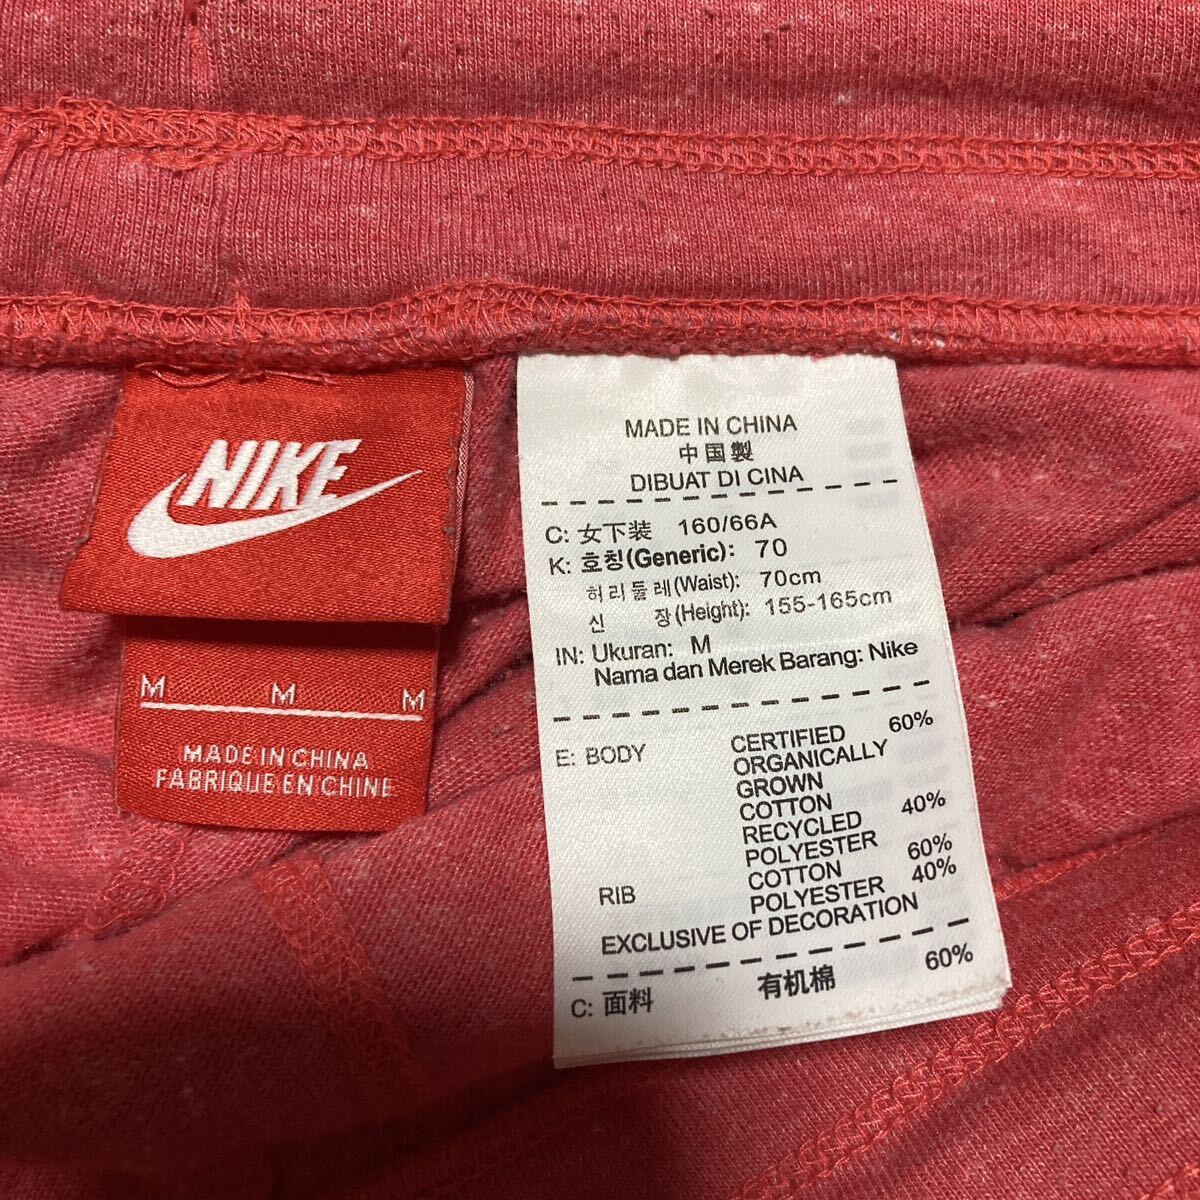 NIKE
M M M
MADE IN CHINA
FABRIQUE EN CHINE
MADE IN CHINA
中国製
DIBUAT DI CINA
C: 女下装 160/66A
K: 호칭(Generic): 70
허리둘레(Waist): 70cm
신 장(Height): 155-165cm
IN: Ukuran: M
Nama dan Merek Barang: Nike
E: BODY CERTIFIED 60%
ORGANICALLY
GROWN
COTTON
RECYCLED 40%
POLYESTER
RIB COTTON 60%
POLYESTER 40%
EXCLUSIVE OF DECORATION
C: 面料 有机棉 60%